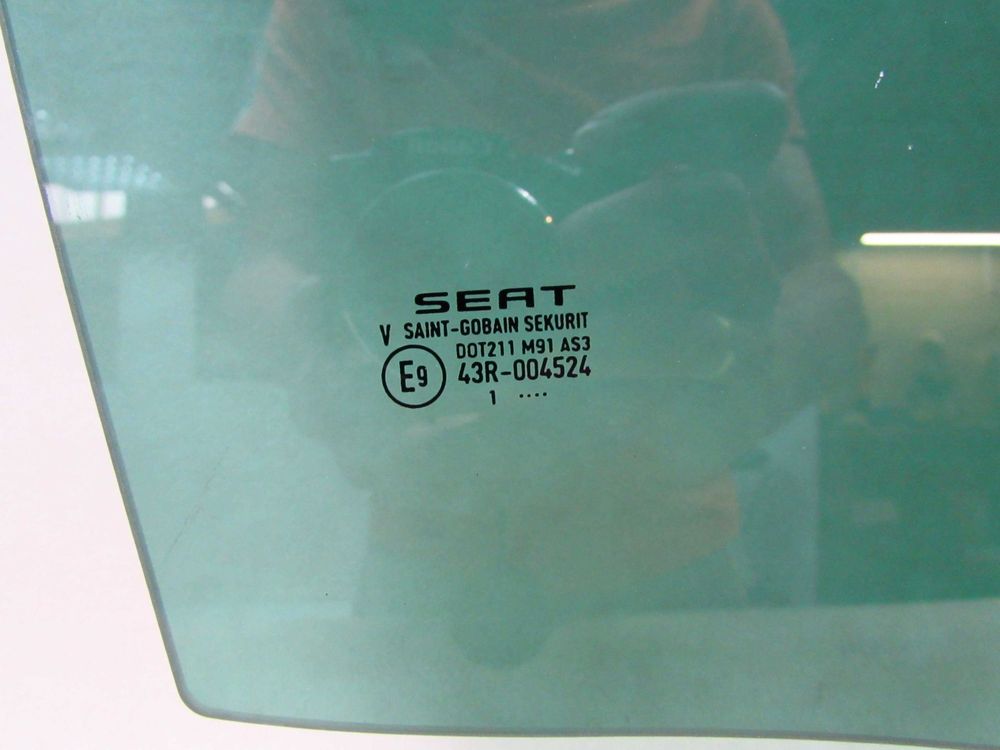 SEAT
V SAINT-GOBAIN SEKURIT
DOT211 M91 AS3
E9 43R-004524
1 ....